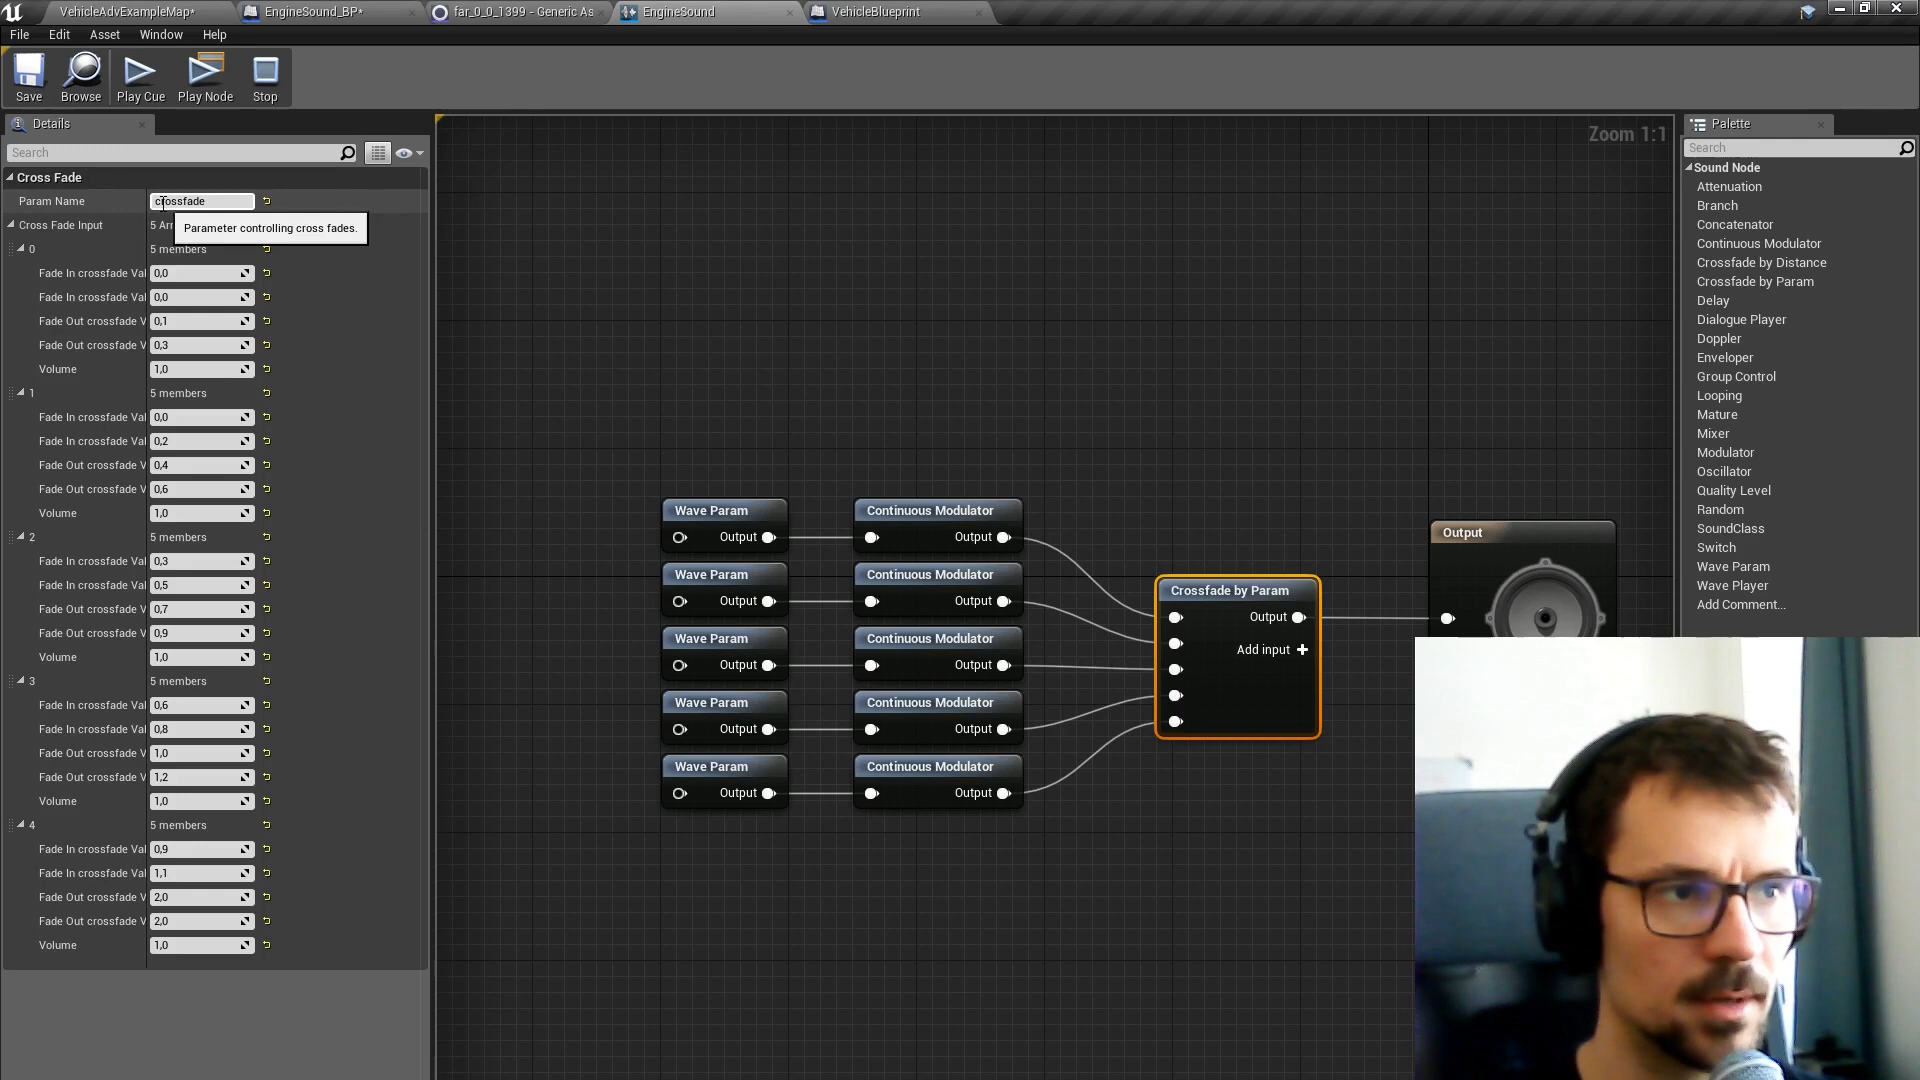 VehicleAdvExampleMap*
EngineSound_BP*
far_0_0_1399 - Generic As
EngineSound
VehicleBlueprint
File Edit Asset Window Help
Save Browse Play Cue Play Node Stop
Details
Search
Cross Fade
Param Name crossfade
Cross Fade Input 5 Arr
Parameter controlling cross fades.
0 5 members
Fade In crossfade Val 0,0
Fade In crossfade Val 0,0
Fade Out crossfade V 0,1
Fade Out crossfade V 0,3
Volume 1,0
1 5 members
Fade In crossfade Val 0,0
Fade In crossfade Val 0,2
Fade Out crossfade V 0,4
Fade Out crossfade V 0,6
Volume 1,0
2 5 members
Fade In crossfade Val 0,3
Fade In crossfade Val 0,5
Fade Out crossfade V 0,7
Fade Out crossfade V 0,9
Volume 1,0
3 5 members
Fade In crossfade Val 0,6
Fade In crossfade Val 0,8
Fade Out crossfade V 1,0
Fade Out crossfade V 1,2
Volume 1,0
4 5 members
Fade In crossfade Val 0,9
Fade In crossfade Val 1,1
Fade Out crossfade V 2,0
Fade Out crossfade V 2,0
Volume 1,0
Zoom 1:1
Wave Param
Output
Continuous Modulator
Output
Wave Param
Output
Continuous Modulator
Output
Wave Param
Output
Continuous Modulator
Output
Wave Param
Output
Continuous Modulator
Output
Wave Param
Output
Continuous Modulator
Output
Crossfade by Param
Output
Add input
Output
Palette
Search
Sound Node
Attenuation
Branch
Concatenator
Continuous Modulator
Crossfade by Distance
Crossfade by Param
Delay
Dialogue Player
Doppler
Enveloper
Group Control
Looping
Mature
Mixer
Modulator
Oscillator
Quality Level
Random
SoundClass
Switch
Wave Param
Wave Player
Add Comment...